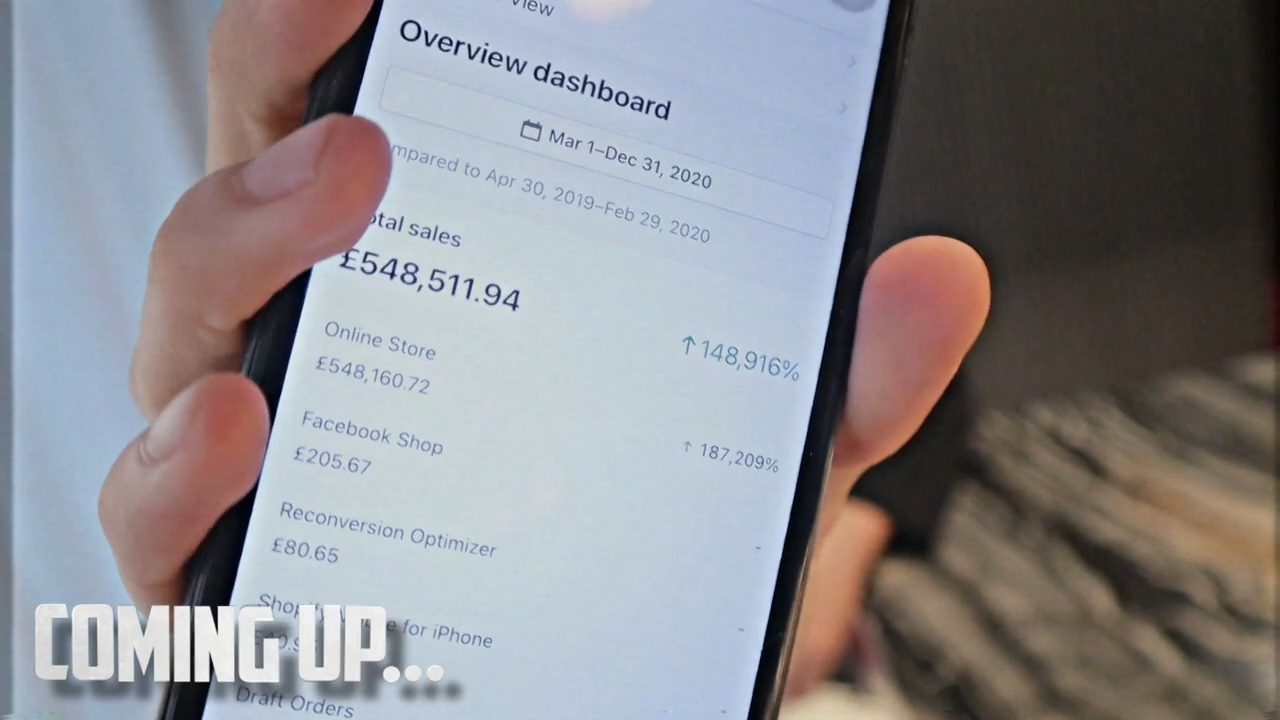 view
Overview dashboard
Mar 1–Dec 31, 2020
mpared to Apr 30, 2019–Feb 29, 2020
otal sales
£548,511.94
↑ 148,916%
Online Store
£548,160.72
↑ 187,209%
Facebook Shop
£205.67
-
Reconversion Optimizer
£80.65
-
for iPhone
Draft Orders
COMING UP...